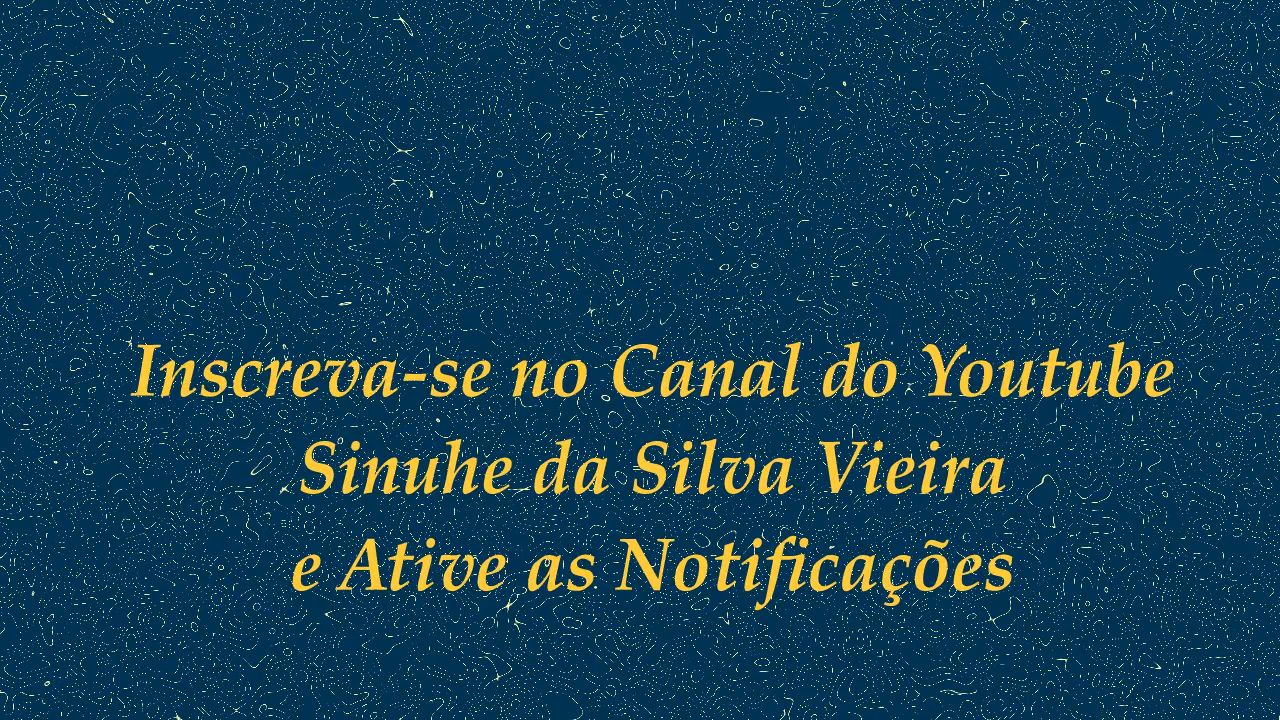 Inscreva-se no Canal do Youtube
Sinuhe da Silva Vieira
e Ative as Notificações